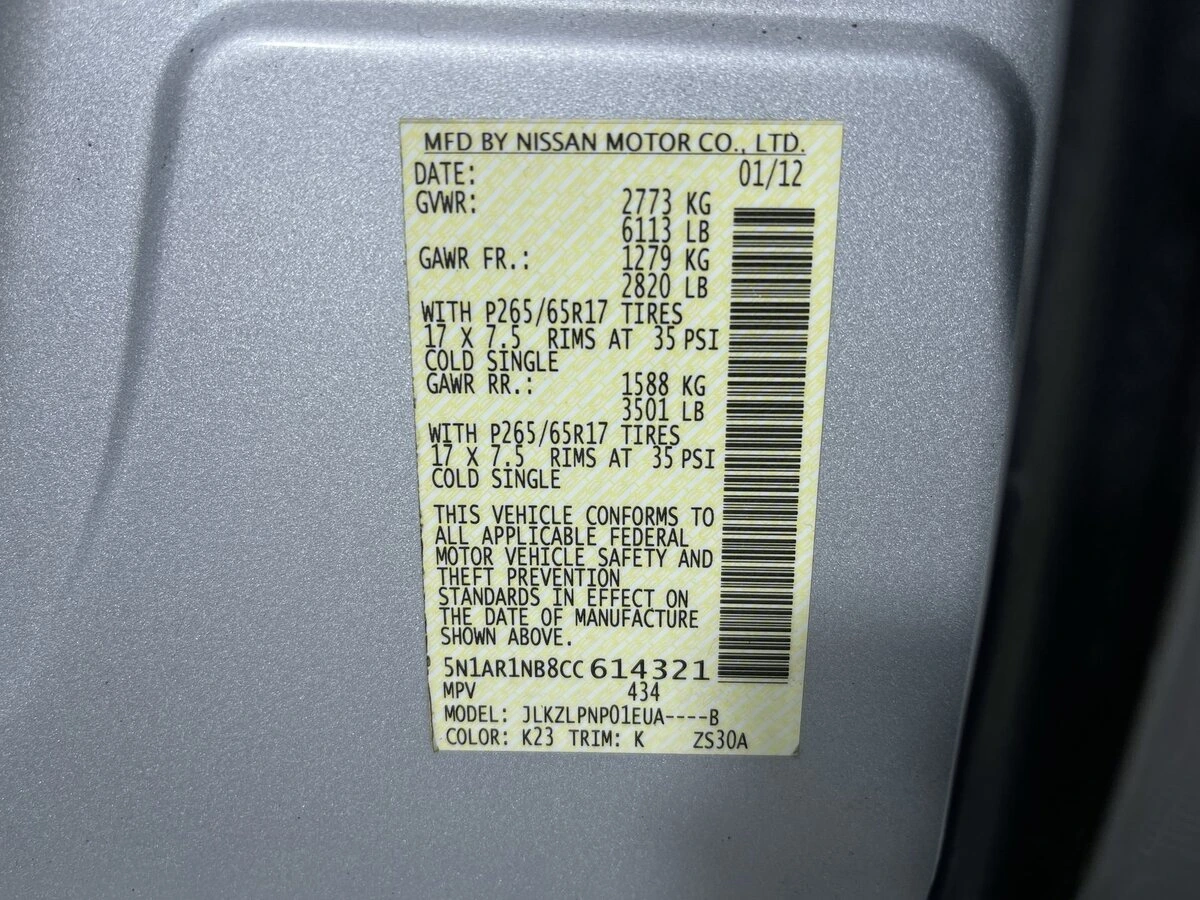 MFD BY NISSAN MOTOR CO., LTD.
DATE: 01/12
GVWR: 2773 KG
6113 LB
GAWR FR.: 1279 KG
2820 LB
WITH P265/65R17 TIRES
17 X 7.5 RIMS AT 35 PSI
COLD SINGLE
GAWR RR.: 1588 KG
3501 LB
WITH P265/65R17 TIRES
17 X 7.5 RIMS AT 35 PSI
COLD SINGLE
THIS VEHICLE CONFORMS TO
ALL APPLICABLE FEDERAL
MOTOR VEHICLE SAFETY AND
THEFT PREVENTION
STANDARDS IN EFFECT ON
THE DATE OF MANUFACTURE
SHOWN ABOVE.
5N1AR1NB8CC614321
MPV 434
MODEL: JLKZLPNP01EUA----B
COLOR: K23 TRIM: K ZS30A